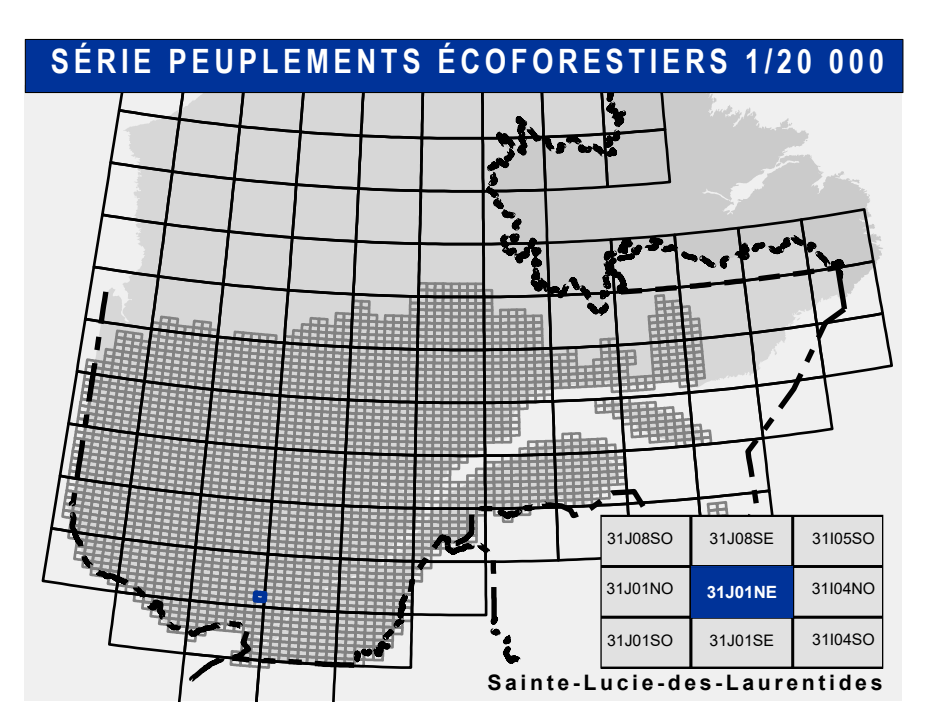 SÉRIE PEUPLEMENTS ÉCOFORESTIERS 1/20 000
31J08SO 31J08SE 31I05SO
31J01NO 31J01NE 31I04NO
31J01SO 31J01SE 31I04SO
Sainte-Lucie-des-Laurentides